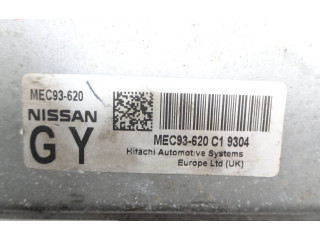 MEC93-620
NISSAN
GY
MEC93-620 C1 9304
Hitachi Automotive Systems
Europe Ltd (UK)